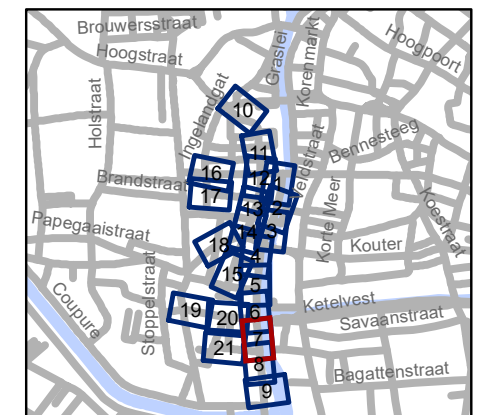 Brouwersstraat
Hoogstraat
Graslei
Korenmarkt
Hoogpoort
Holstraat
Ingelandgat
10
Bennesteeg
11
Veldstraat
16
12
1
Brandstraat
17
13
2
Koestraat
Papegaaistraat
18
14
3
Korte Meer
Kouter
4
15
5
Coupure
Stoppelstraat
Ketelvest
19
20
6
Savaanstraat
21
7
8
Bagattenstraat
9